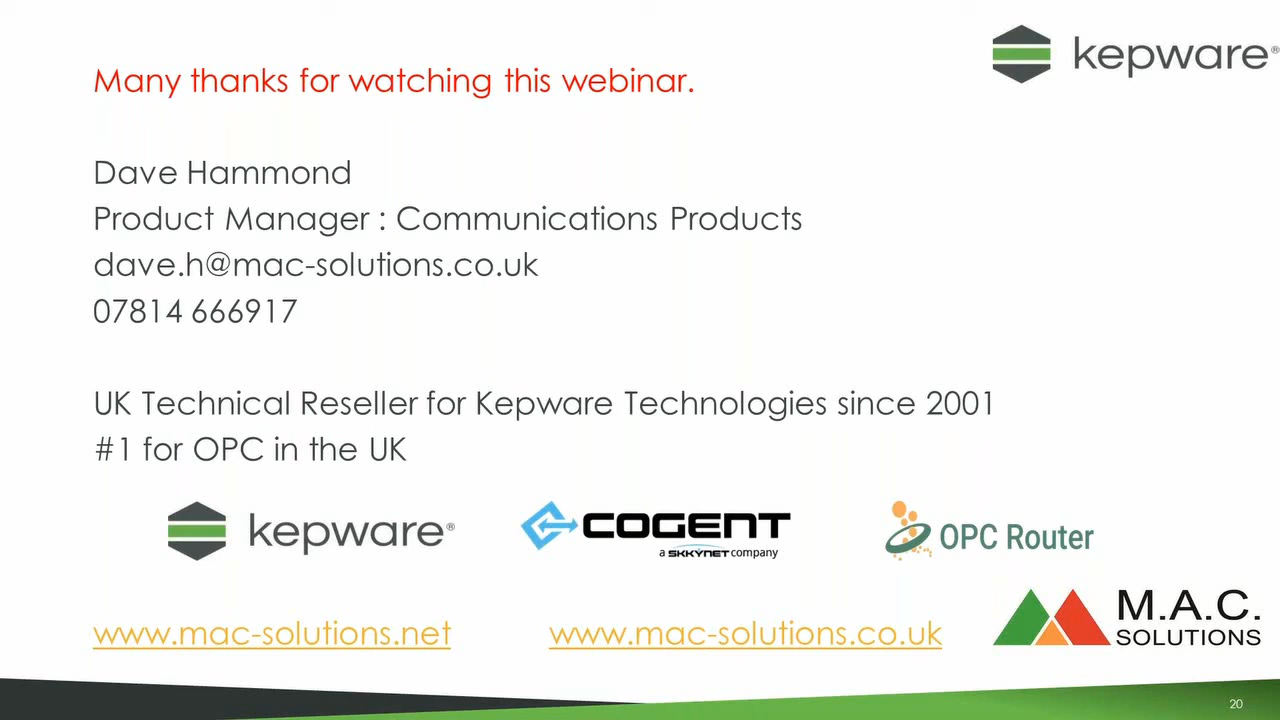 kepware®
Many thanks for watching this webinar.
Dave Hammond
Product Manager : Communications Products
dave.h@mac-solutions.co.uk
07814 666917
UK Technical Reseller for Kepware Technologies since 2001
#1 for OPC in the UK
kepware®
COGENT
a SKKYNET company
OPC Router
www.mac-solutions.net
www.mac-solutions.co.uk
M.A.C.
SOLUTIONS
20